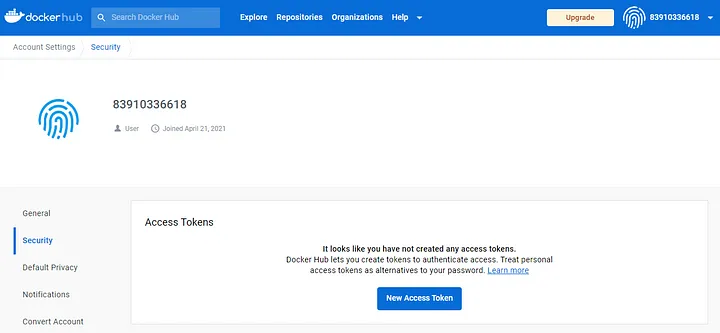 dockerhub
Search Docker Hub
Explore Repositories Organizations Help
Upgrade
83910336618
Account Settings Security
83910336618
User Joined April 21, 2021
General
Security
Default Privacy
Notifications
Convert Account
Access Tokens
It looks like you have not created any access tokens.
Docker Hub lets you create tokens to authenticate access. Treat personal
access tokens as alternatives to your password. Learn more
New Access Token